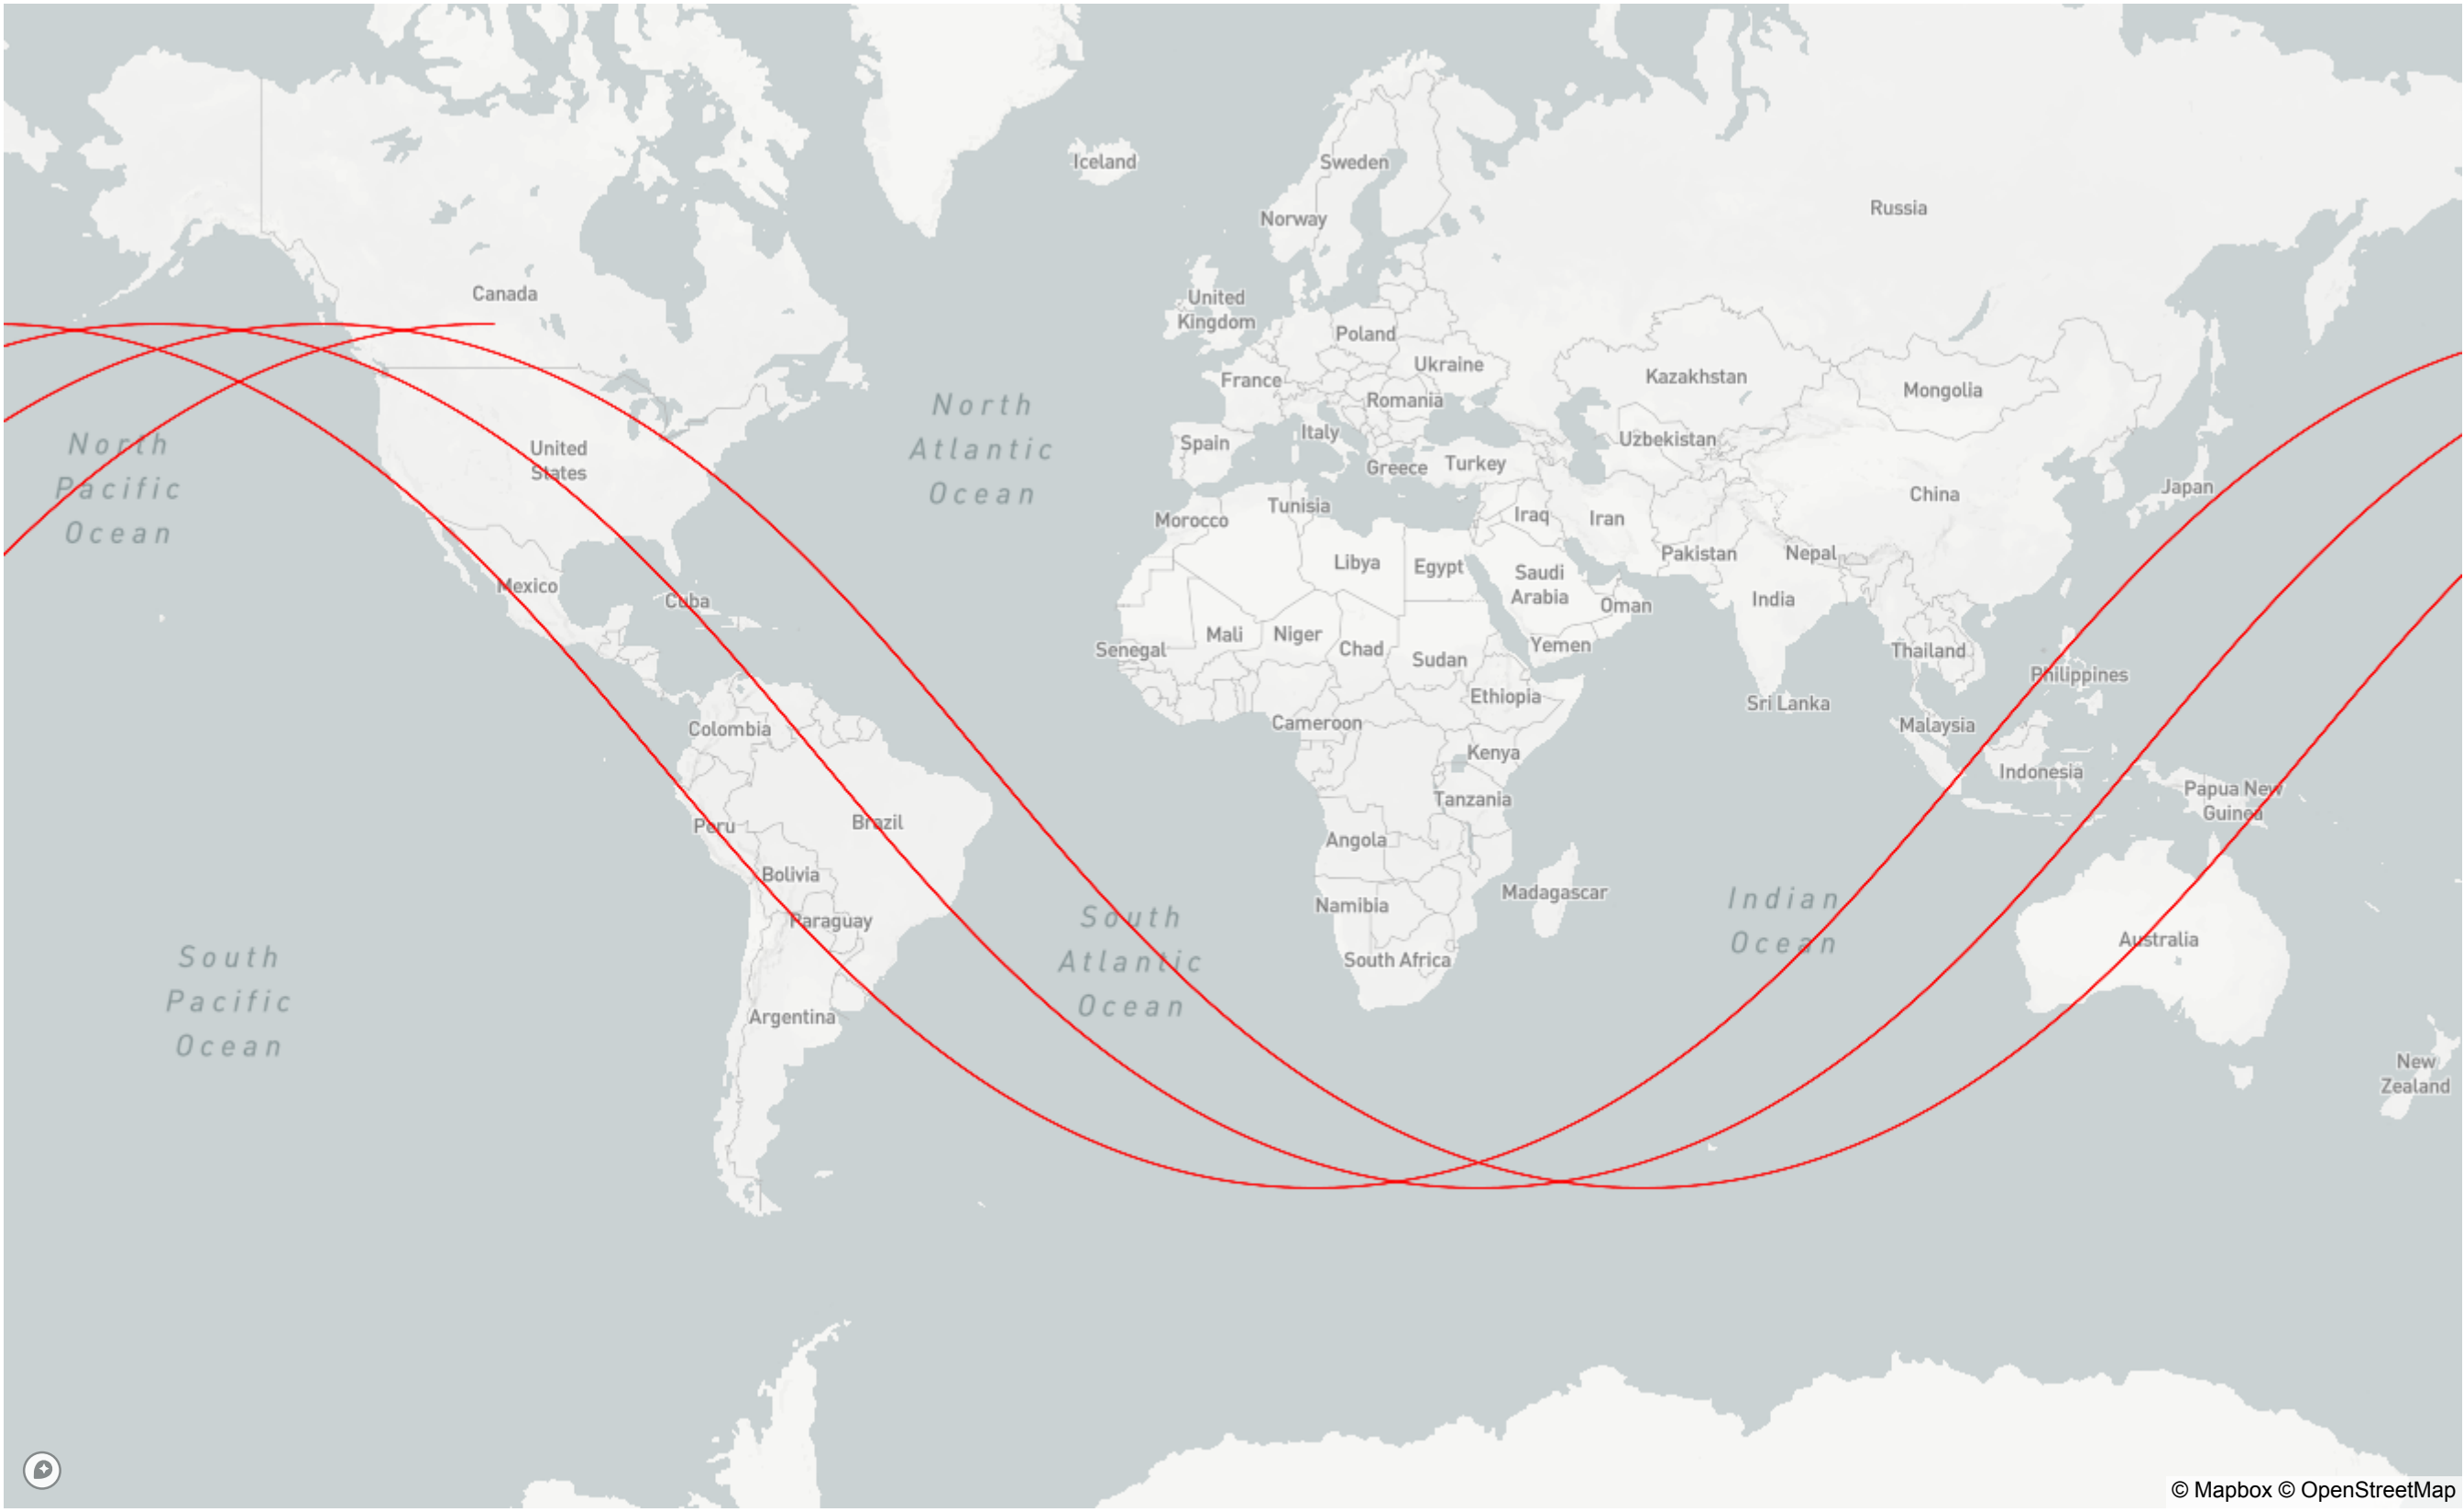 Iceland
Sweden
Norway
Russia
Canada
United
Kingdom
Poland
Ukraine
France
Kazakhstan
Mongolia
Romania
North
Pacific
Ocean
North
Atlantic
Ocean
United
States
Spain
Italy
Greece
Turkey
Uzbekistan
China
Japan
Morocco
Tunisia
Iraq
Iran
Pakistan
Nepal
Libya
Egypt
Saudi
Arabia
Oman
India
Mexico
Cuba
Mali
Niger
Chad
Senegal
Sudan
Yemen
Thailand
Philippines
Ethiopia
Sri Lanka
Colombia
Cameroon
Malaysia
Kenya
Indonesia
Papua New
Guinea
Peru
Brazil
Tanzania
Angola
Bolivia
Madagascar
Namibia
Paraguay
South
Atlantic
Ocean
Indian
Ocean
Australia
South
Pacific
Ocean
South Africa
Argentina
New
Zealand
© Mapbox © OpenStreetMap